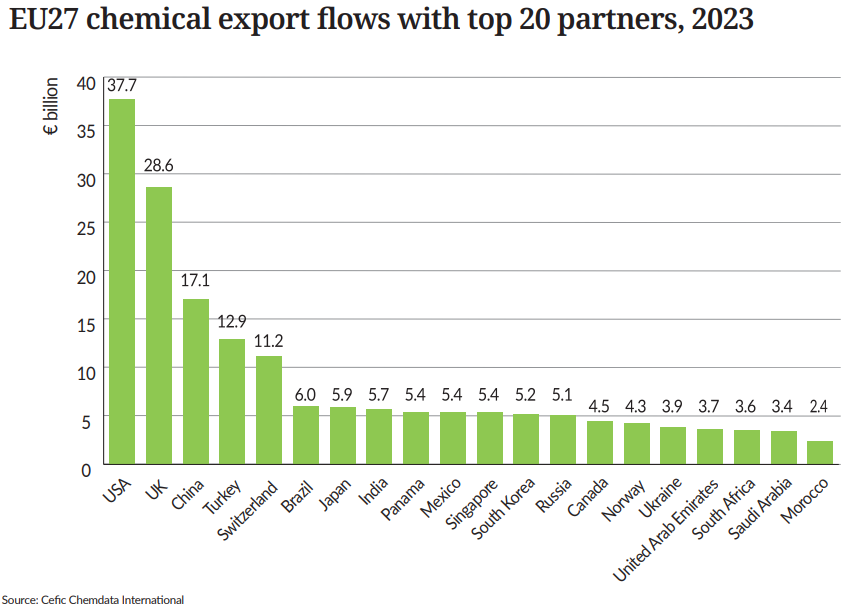 EU27 chemical export flows with top 20 partners, 2023
€ billion
40
35
30
25
20
15
10
5
0
37.7
28.6
17.1
12.9
11.2
6.0
5.9
5.7
5.4
5.4
5.4
5.2
5.1
4.5
4.3
3.9
3.7
3.6
3.4
2.4
USA
UK
China
Turkey
Switzerland
Brazil
Japan
India
Panama
Mexico
Singapore
South Korea
Russia
Canada
Norway
Ukraine
United Arab Emirates
South Africa
Saudi Arabia
Morocco
Source: Cefic Chemdata International